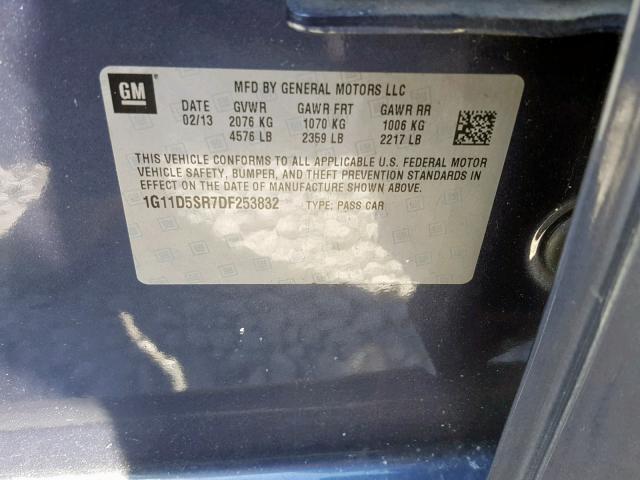 GM
MFD BY GENERAL MOTORS LLC
DATE GVWR GAWR FRT GAWR RR
02/13 2076 KG 1070 KG 1006 KG
4576 LB 2359 LB 2217 LB
THIS VEHICLE CONFORMS TO ALL APPLICABLE U.S. FEDERAL MOTOR
VEHICLE SAFETY, BUMPER, AND THEFT PREVENTION STANDARDS IN
EFFECT ON THE DATE OF MANUFACTURE SHOWN ABOVE.
1G11D5SR7DF253832 TYPE: PASS CAR